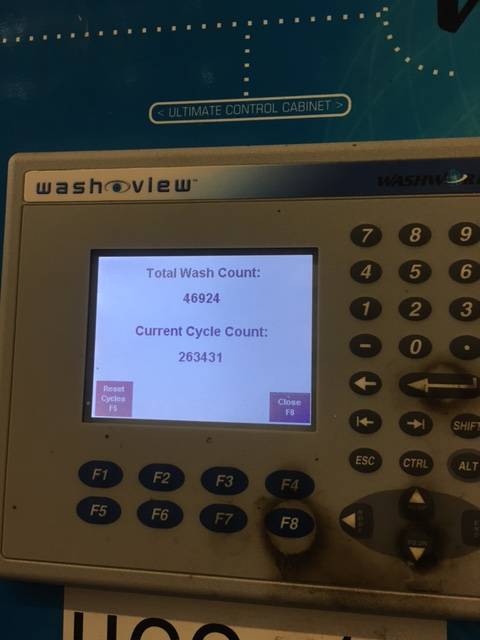 < ULTIMATE CONTROL CABINET >
wash view™
Total Wash Count:
46924
Current Cycle Count:
263431
Reset
Cycles
F5
Close
F8
7 8 9
4 5 6
1 2 3
- 0 .
ESC CTRL ALT
SHIFT
F1 F2 F3 F4
F5 F6 F7 F8